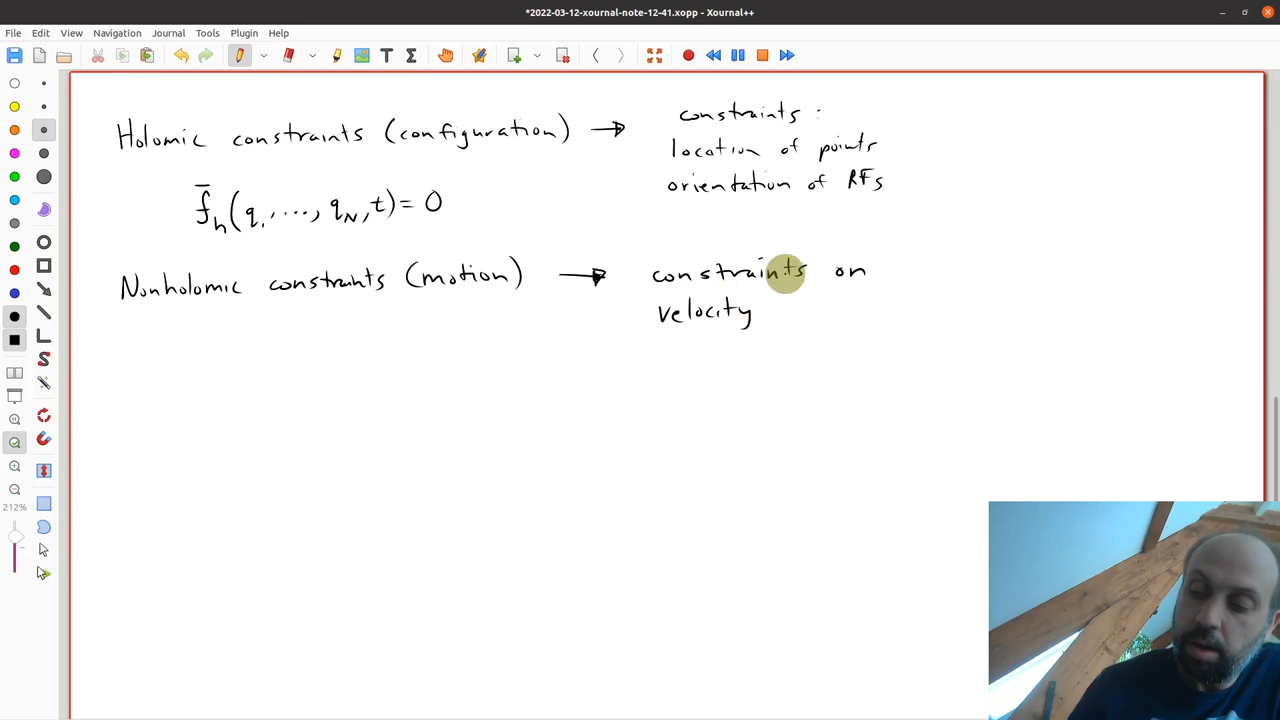 *2022-03-12-xournal-note-12-41.xopp - Xournal++
File Edit View Navigation Journal Tools Plugin Help
Holomic constraints (configuration) → constraints :
location of points
orientation of RFs
f̄h(q1, ..., qN, t) = 0
Nonholomic constraints (motion) → constraints on
velocity
212%